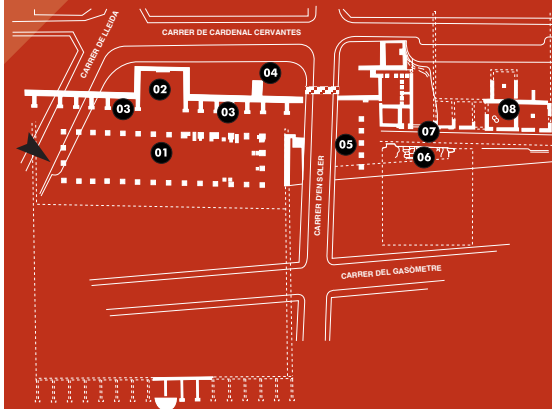 CARRER DE LLEIDA
CARRER DE CARDENAL CERVANTES
04
02
03
03
08
07
01
05
06
CARRER D'EN SOLER
CARRER DEL GASÒMETRE